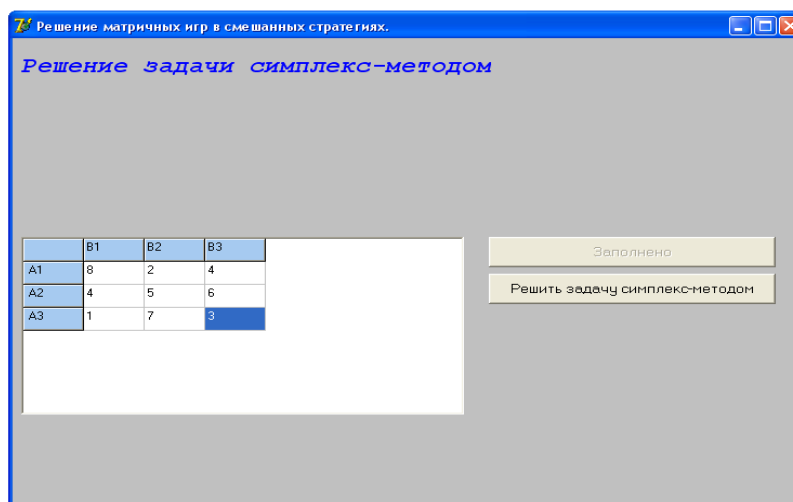 Решение матричных игр в смешанных стратегиях.
Решение задачи симплекс-методом
B1 B2 B3
A1 8 2 4
A2 4 5 6
A3 1 7 3
Заполнено
Решить задачу симплекс-методом